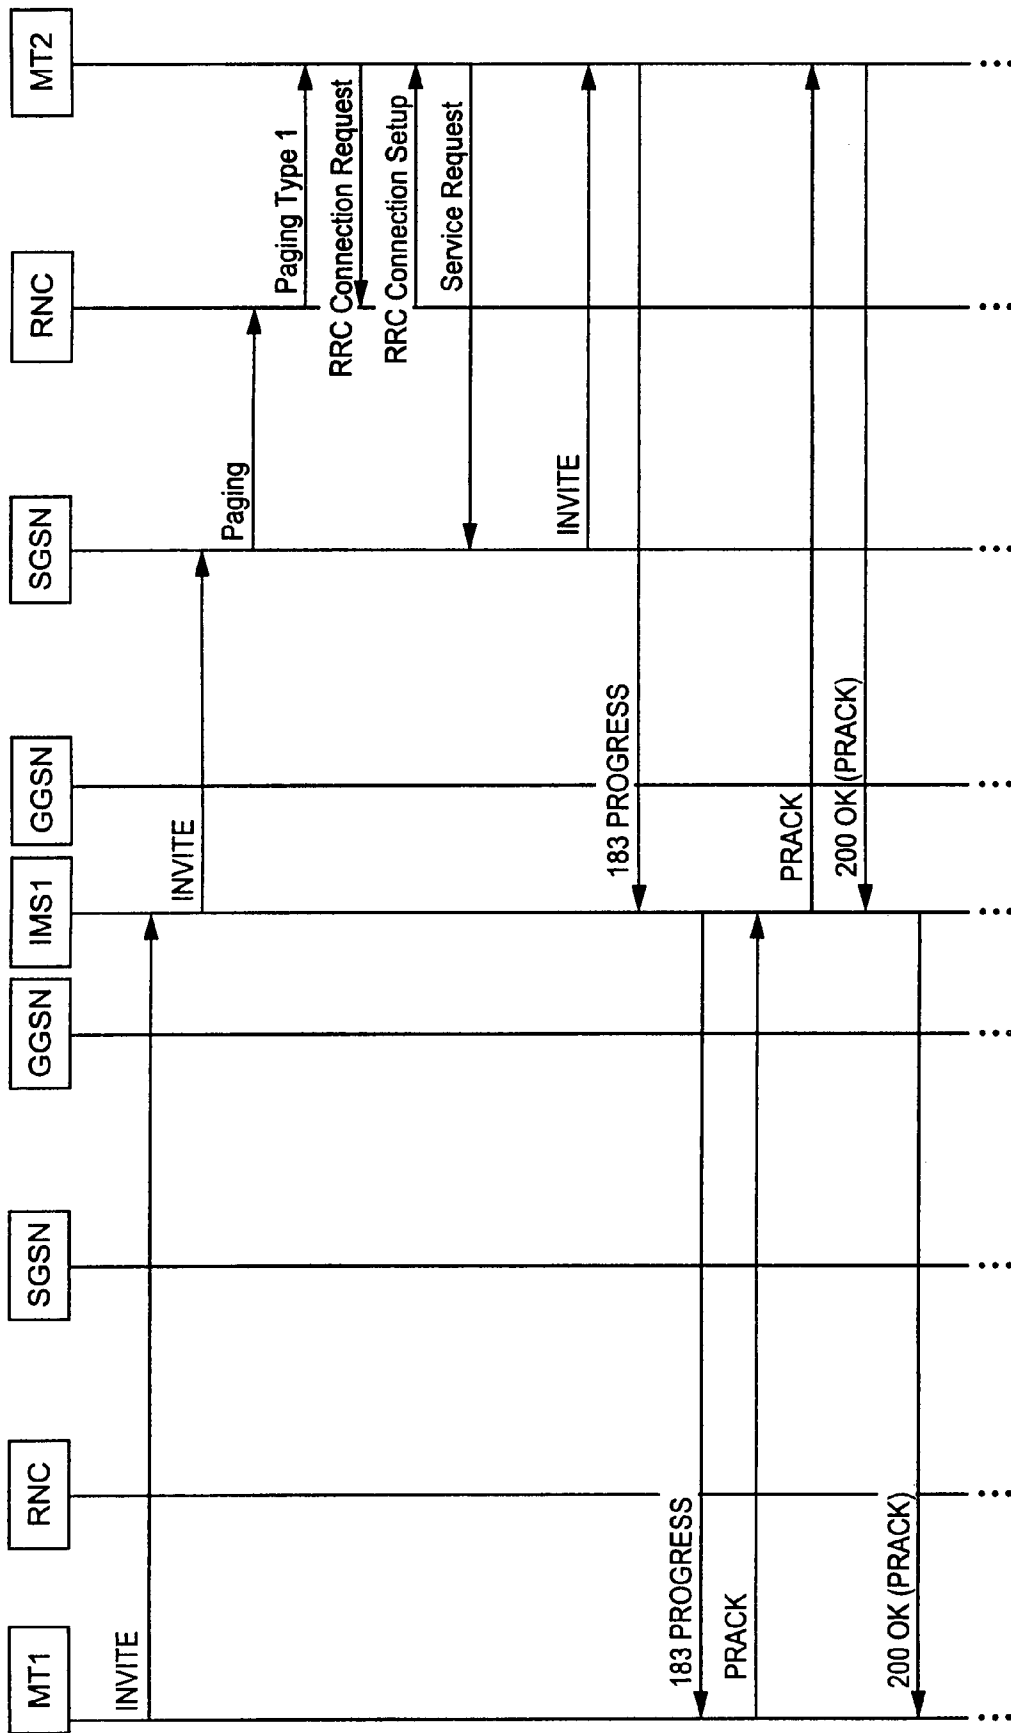 MT1
RNC
SGSN
GGSN
IMS1
GGSN
SGSN
RNC
MT2
INVITE
INVITE
Paging
Paging Type 1
RRC Connection Request
RRC Connection Setup
Service Request
INVITE
183 PROGRESS
183 PROGRESS
PRACK
PRACK
200 OK (PRACK)
200 OK (PRACK)